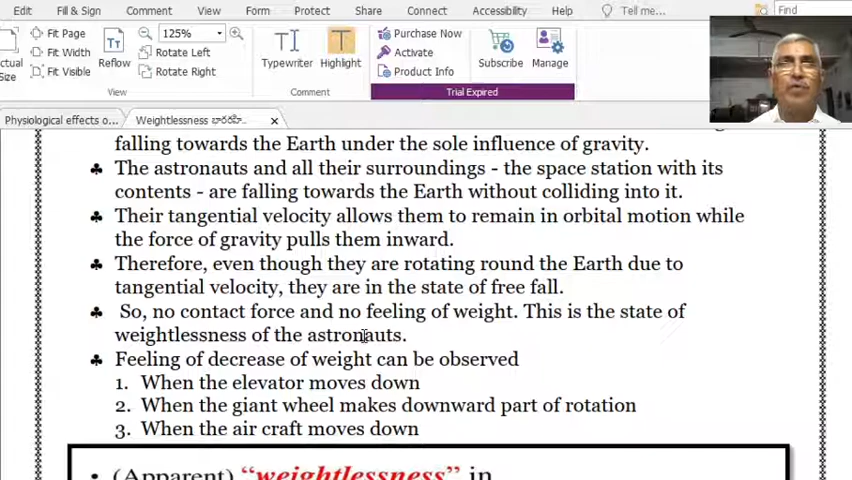 Edit Fill & Sign Comment View Form Protect Share Connect Accessibility Help Tell me... Find
Fit Page 125% Purchase Now
Fit Width Rotate Left Activate
Size Reflow Fit Visible Rotate Right Typewriter Highlight Product Info Subscribe Manage
View Comment Trial Expired
Physiological effects o... Weightlessness
falling towards the Earth under the sole influence of gravity.
♣ The astronauts and all their surroundings - the space station with its
contents - are falling towards the Earth without colliding into it.
♣ Their tangential velocity allows them to remain in orbital motion while
the force of gravity pulls them inward.
♣ Therefore, even though they are rotating round the Earth due to
tangential velocity, they are in the state of free fall.
♣ So, no contact force and no feeling of weight. This is the state of
weightlessness of the astronauts.
♣ Feeling of decrease of weight can be observed
1. When the elevator moves down
2. When the giant wheel makes downward part of rotation
3. When the air craft moves down
• (Apparent) “weightlessness” in